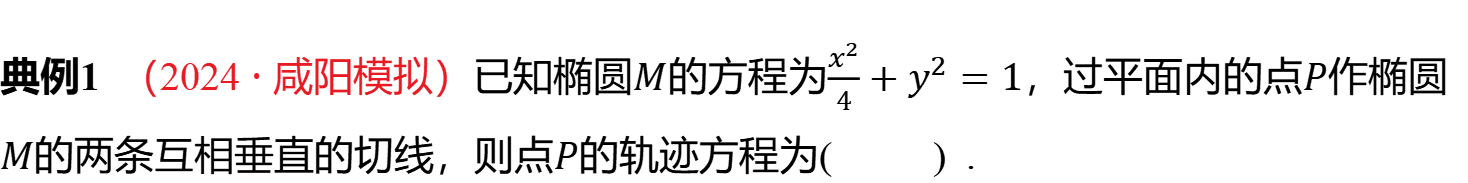 典例1 （2024·咸阳模拟）已知椭圆M的方程为\frac{x^2}{4} + y^2 = 1，过平面内的点P作椭圆
M的两条互相垂直的切线，则点P的轨迹方程为(    ) .